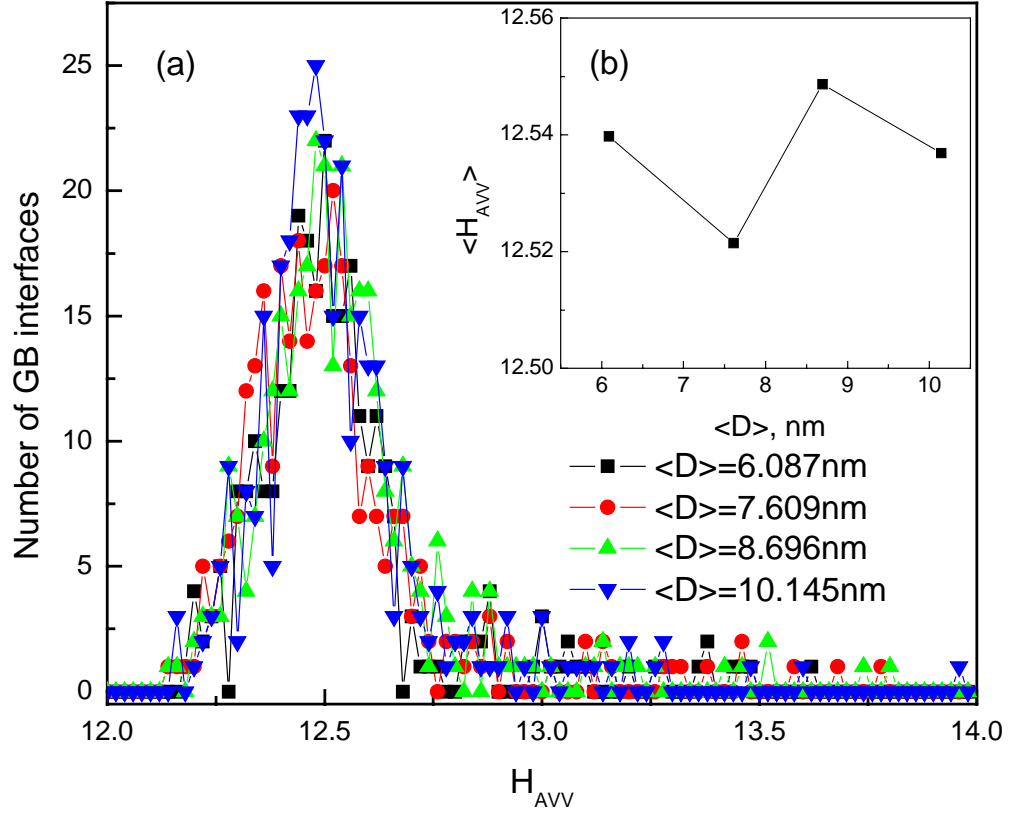 (a)
(b)
Number of GB interfaces
25
20
15
10
5
0
12.0
12.5
13.0
13.5
14.0
H_AVV
<H_AVV>
12.56
12.54
12.52
12.50
6
7
8
9
10
<D>, nm
<D>=6.087nm
<D>=7.609nm
<D>=8.696nm
<D>=10.145nm